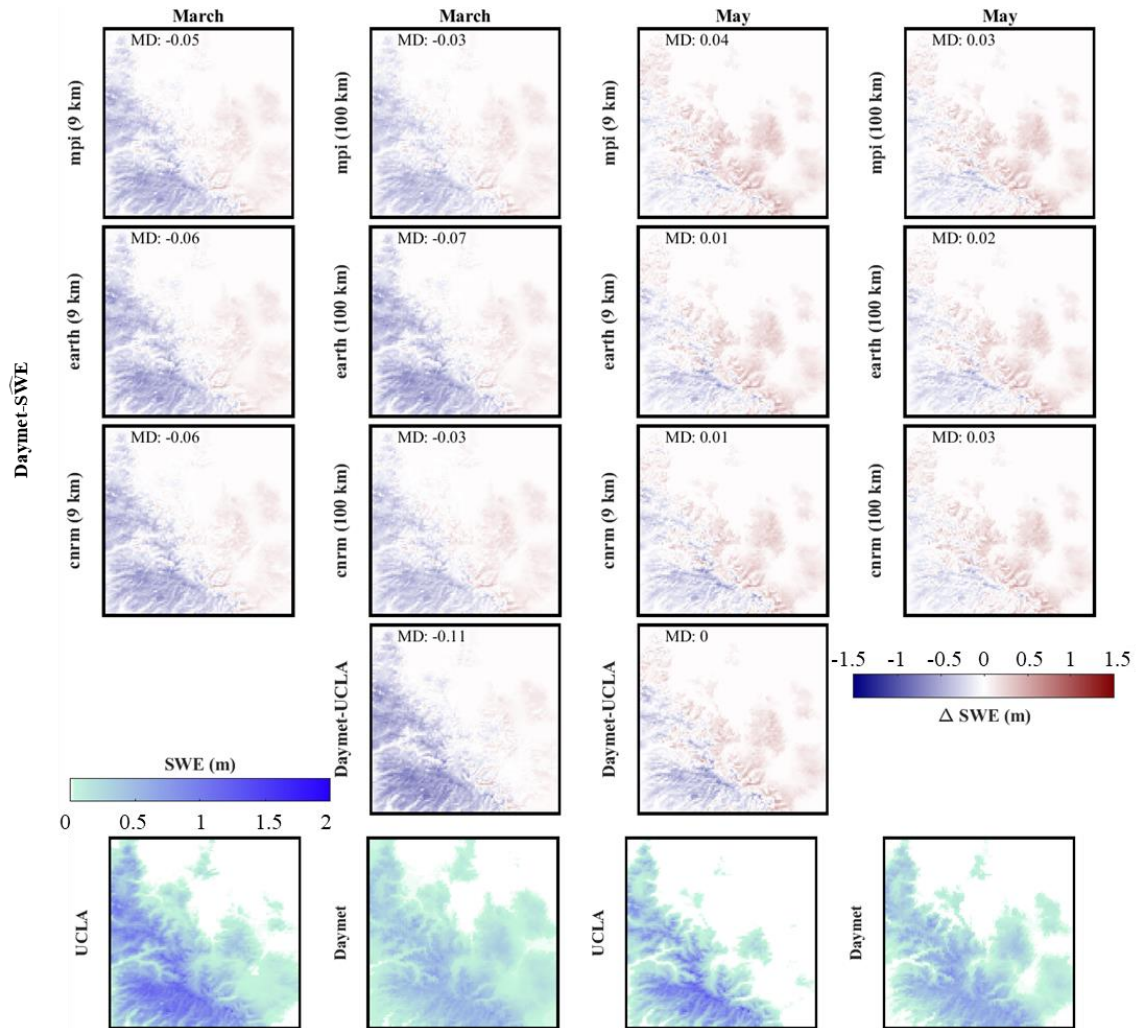 March March May May
MD: -0.05 MD: -0.03 MD: 0.04 MD: 0.03
mpi (9 km) mpi (100 km) mpi (9 km) mpi (100 km)
MD: -0.06 MD: -0.07 MD: 0.01 MD: 0.02
earth (9 km) earth (100 km) earth (9 km) earth (100 km)
Daymet-S͡WE
MD: -0.06 MD: -0.03 MD: 0.01 MD: 0.03
cnrm (9 km) cnrm (100 km) cnrm (9 km) cnrm (100 km)
MD: -0.11 MD: 0
Daymet-UCLA Daymet-UCLA
-1.5 -1 -0.5 0 0.5 1 1.5
Δ SWE (m)
SWE (m)
0 0.5 1 1.5 2
UCLA Daymet UCLA Daymet